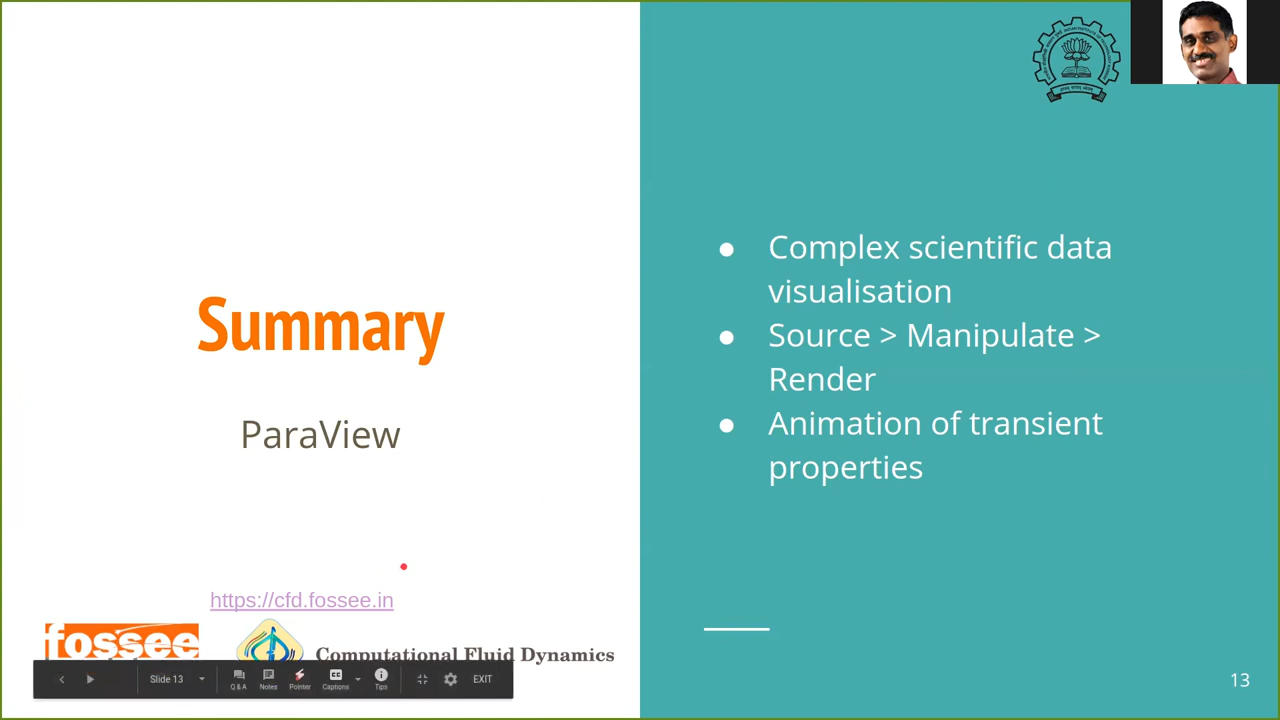 Summary
ParaView
https://cfd.fossee.in
fossee
Computational Fluid Dynamics
Slide 13
Q & A
Notes
Pointer
Captions
Tips
EXIT
● Complex scientific data
visualisation
● Source > Manipulate >
Render
● Animation of transient
properties
13